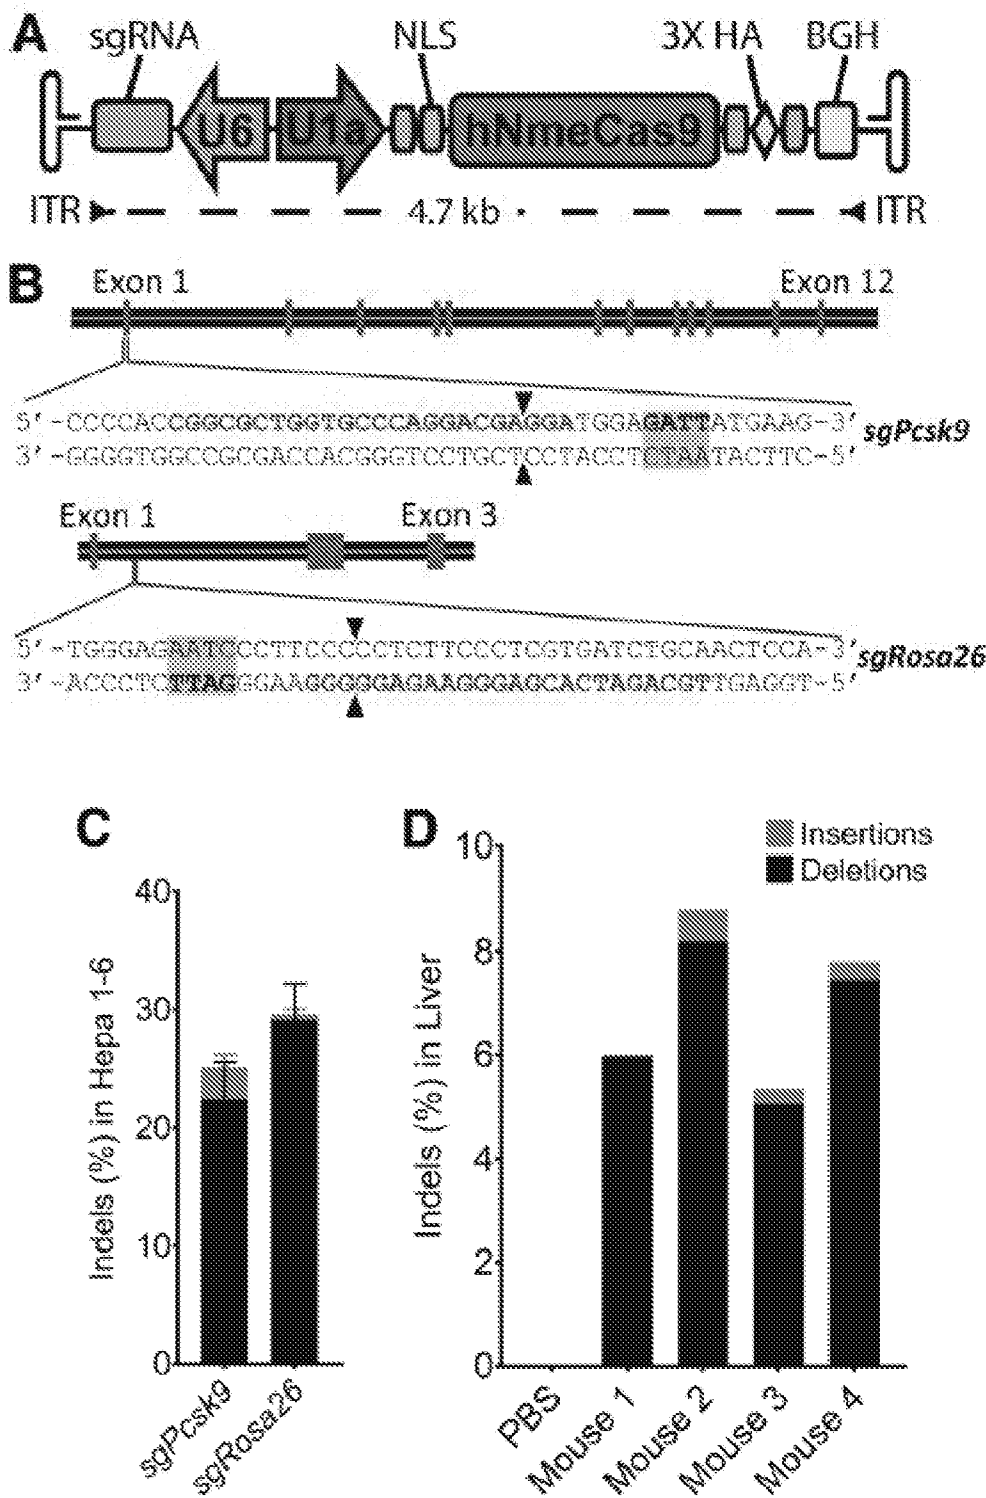 A
sgRNA
NLS
3X HA
BGH
U6
U1a
hNmeCas9
ITR
4.7 kb
ITR
B
Exon 1
Exon 12
5'-CCCCACCGGCGCTGGTGCCCAGGACGAGGATGGAGATTATGAAG-3'
sgPcsk9
3'-GGGGTGGCCGCGACCACGGGTCCTGCTCCTACCTCTAATACTTC-5'
Exon 1
Exon 3
5'-TGGGAGAATCCCTTCCCCCTCTTCCCTCGTGATCTGCAACTCCA-3'
sgRosa26
3'-ACCCTCTTAGGGAAGGGGGAGAAGGGAGCACTAGACGTTGAGGT-5'
C
Indels (%) in Hepa 1-6
40
30
20
10
0
sgPcsk9
sgRosa26
D
Indels (%) in Liver
10
8
6
4
2
0
Insertions
Deletions
PBS
Mouse 1
Mouse 2
Mouse 3
Mouse 4